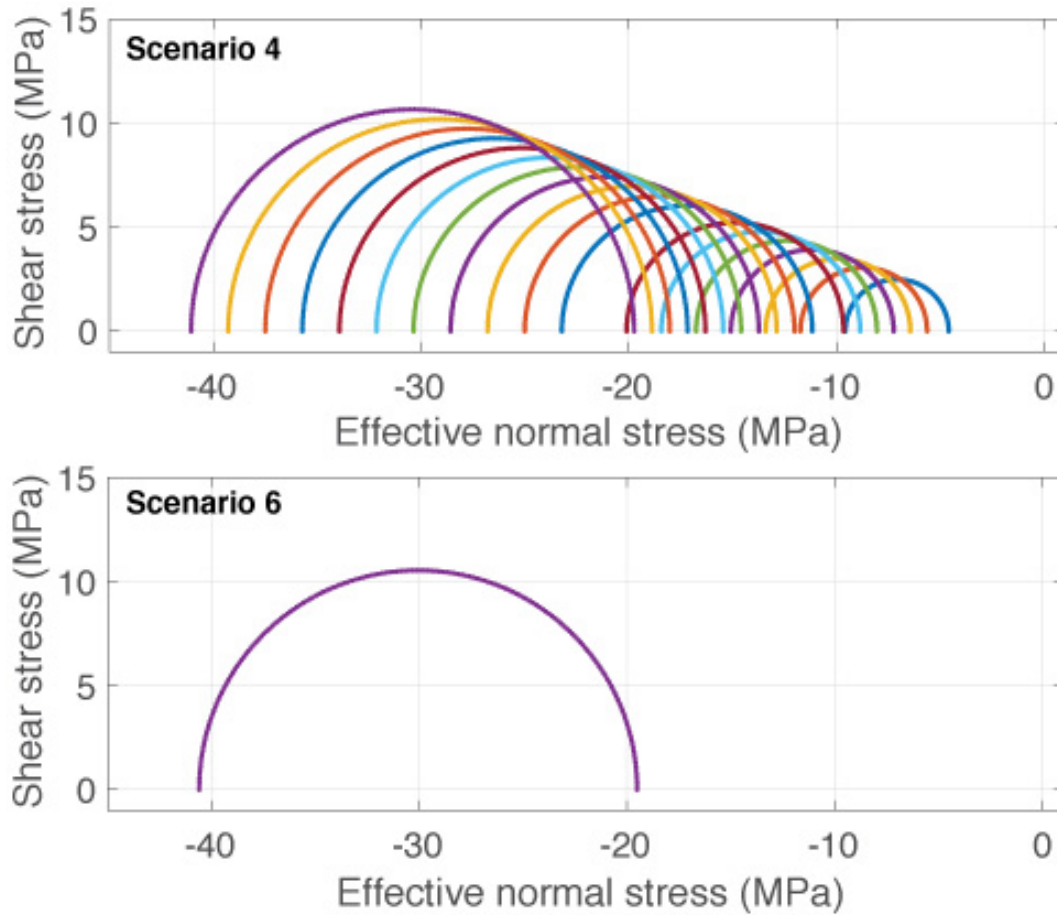 Scenario 4
Shear stress (MPa)
15
10
5
0
-40 -30 -20 -10 0
Effective normal stress (MPa)
Scenario 6
Shear stress (MPa)
15
10
5
0
-40 -30 -20 -10 0
Effective normal stress (MPa)